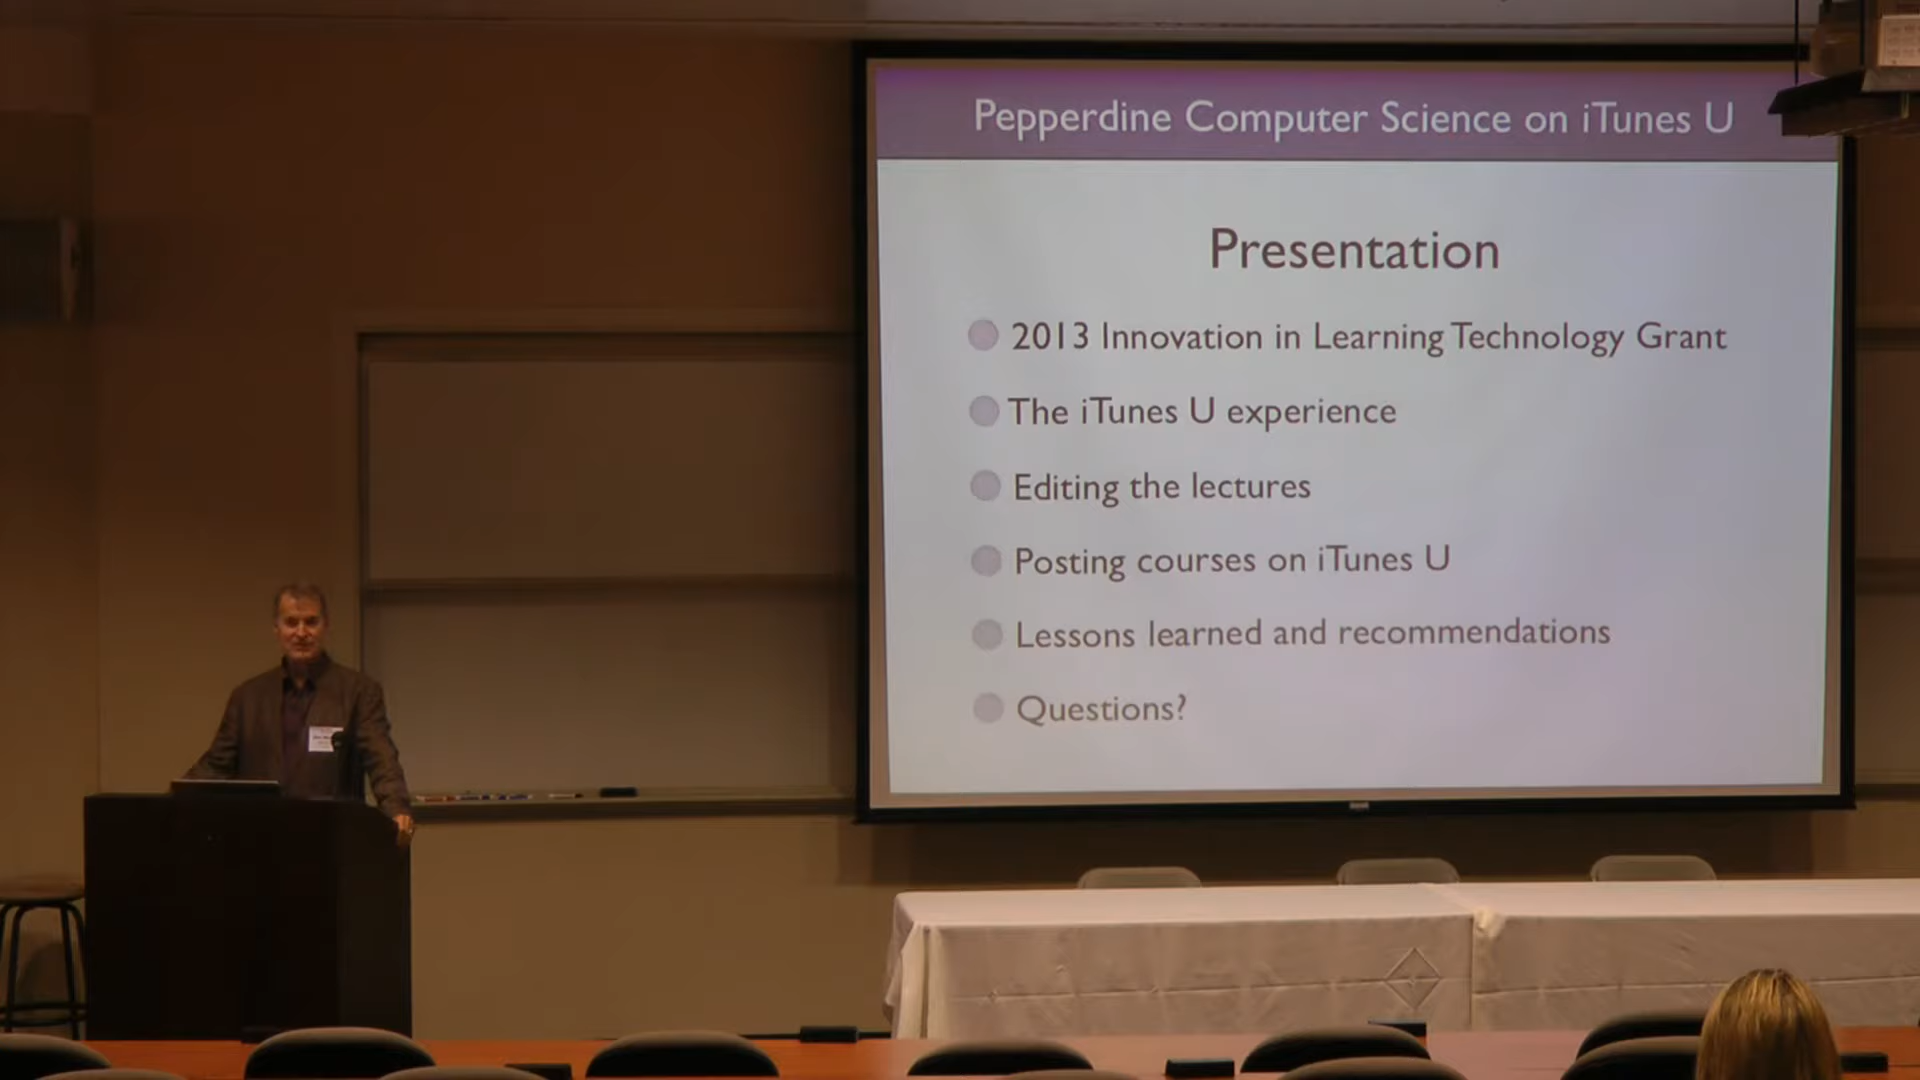 Pepperdine Computer Science on iTunes U
Presentation
2013 Innovation in Learning Technology Grant
The iTunes U experience
Editing the lectures
Posting courses on iTunes U
Lessons learned and recommendations
Questions?